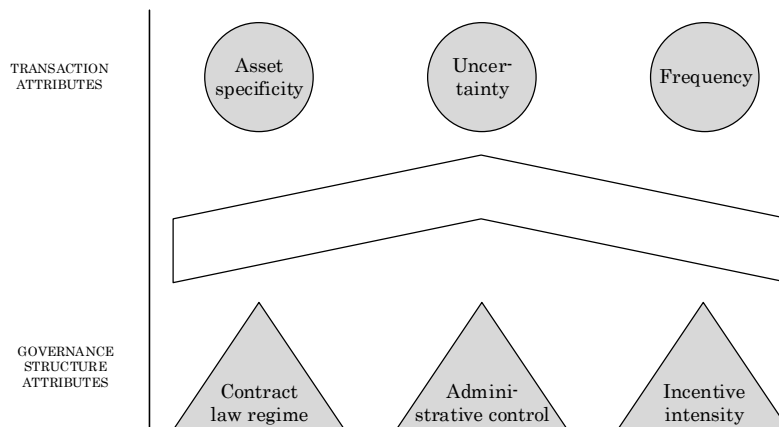 TRANSACTION
ATTRIBUTES
Asset
specificity
Uncer-
tainty
Frequency
GOVERNANCE
STRUCTURE
ATTRIBUTES
Contract
law regime
Admini-
strative control
Incentive
intensity